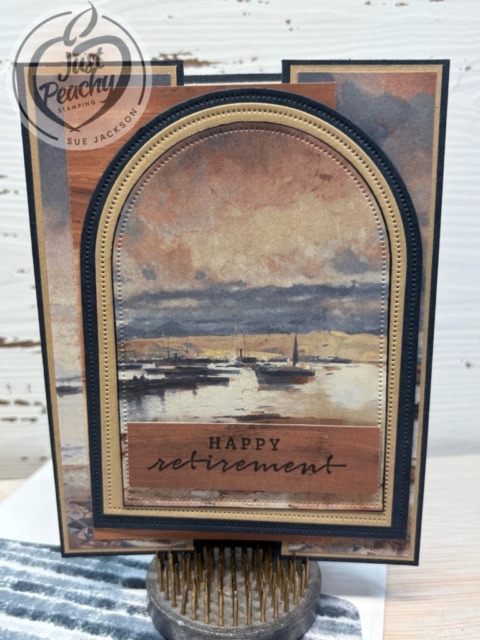 Just
Peachy
STAMPING
SUE JACKSON
HAPPY
retirement